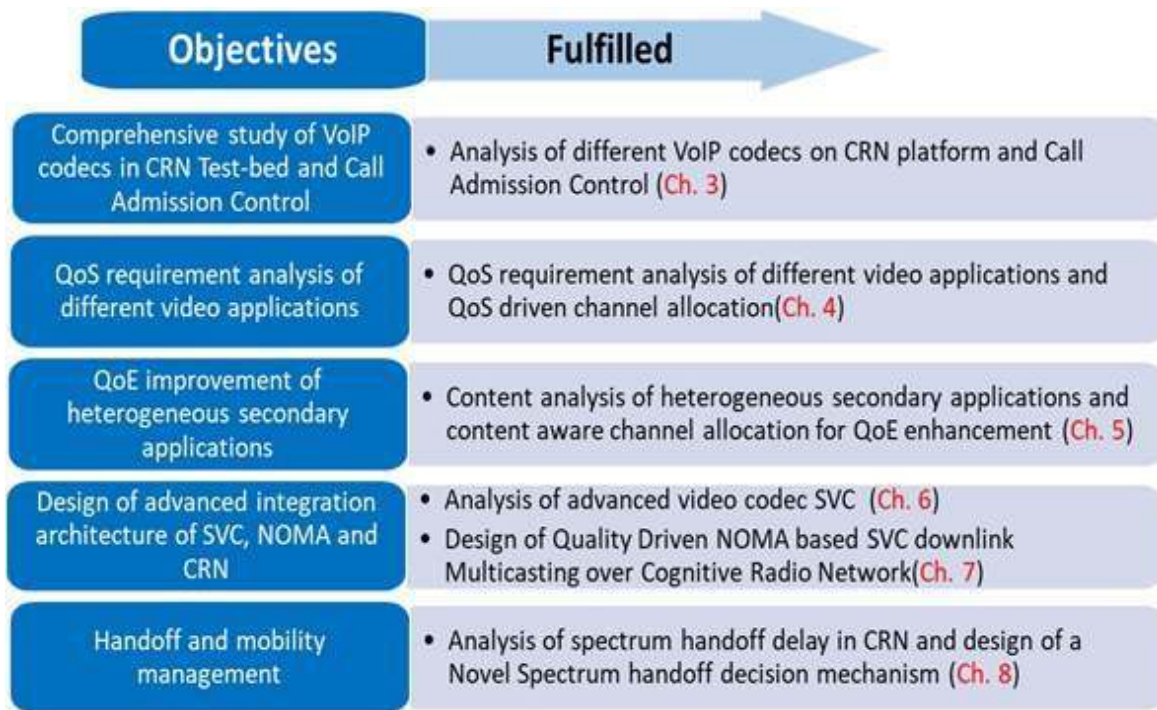 Objectives
Fulfilled
Comprehensive study of VoIP
codecs in CRN Test-bed and Call
Admission Control
• Analysis of different VoIP codecs on CRN platform and Call
Admission Control (Ch. 3)
QoS requirement analysis of
different video applications
• QoS requirement analysis of different video applications and
QoS driven channel allocation(Ch. 4)
QoE improvement of
heterogeneous secondary
applications
• Content analysis of heterogeneous secondary applications and
content aware channel allocation for QoE enhancement (Ch. 5)
Design of advanced integration
architecture of SVC, NOMA and
CRN
• Analysis of advanced video codec SVC (Ch. 6)
• Design of Quality Driven NOMA based SVC downlink
Multicasting over Cognitive Radio Network(Ch. 7)
Handoff and mobility
management
• Analysis of spectrum handoff delay in CRN and design of a
Novel Spectrum handoff decision mechanism (Ch. 8)